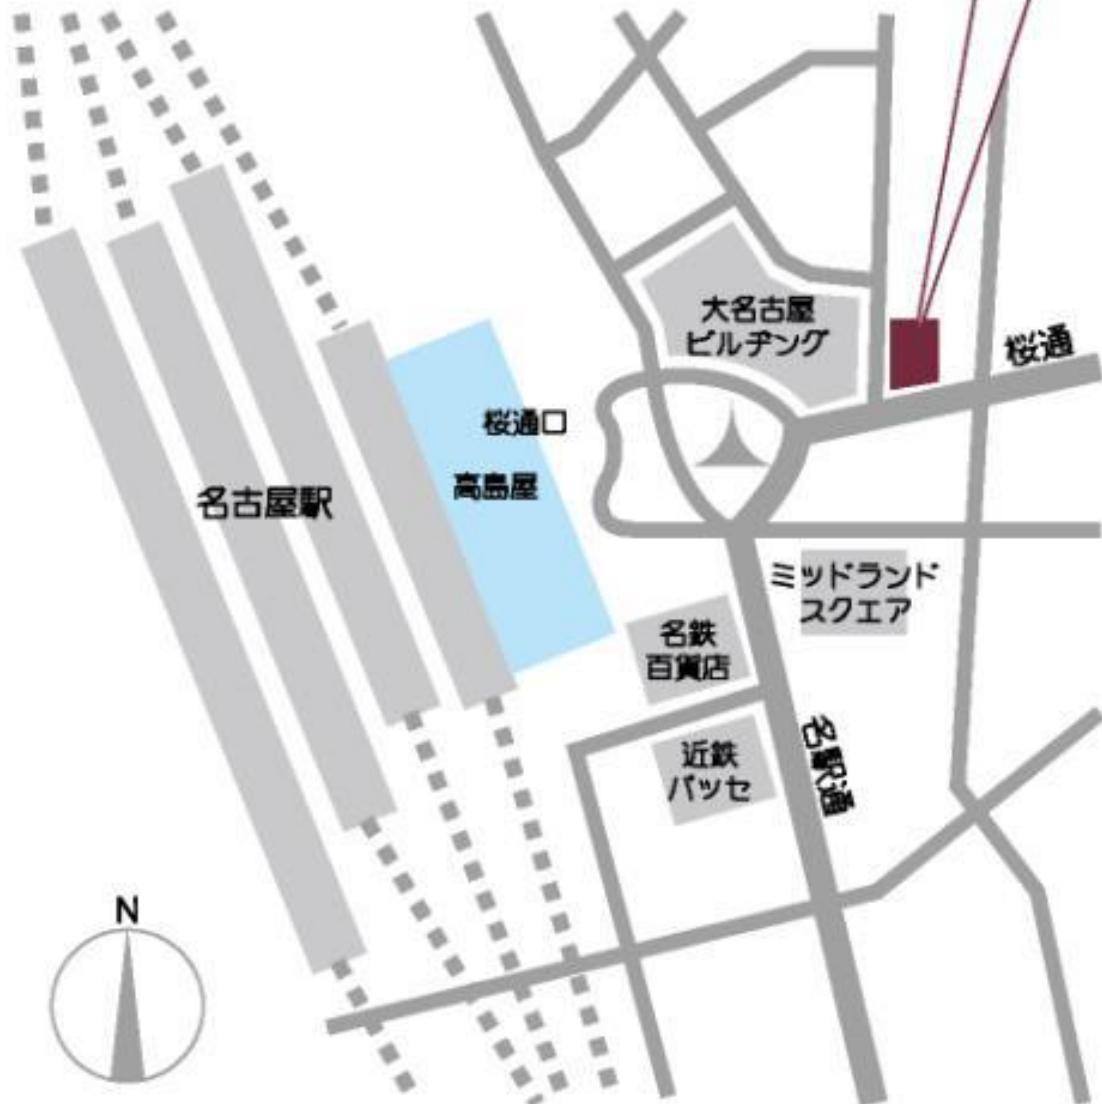 大名古屋
ビルヂング
桜通
桜通口
高島屋
名古屋駅
ミッドランド
スクエア
名鉄
百貨店
近鉄
パッセ
名駅通
N